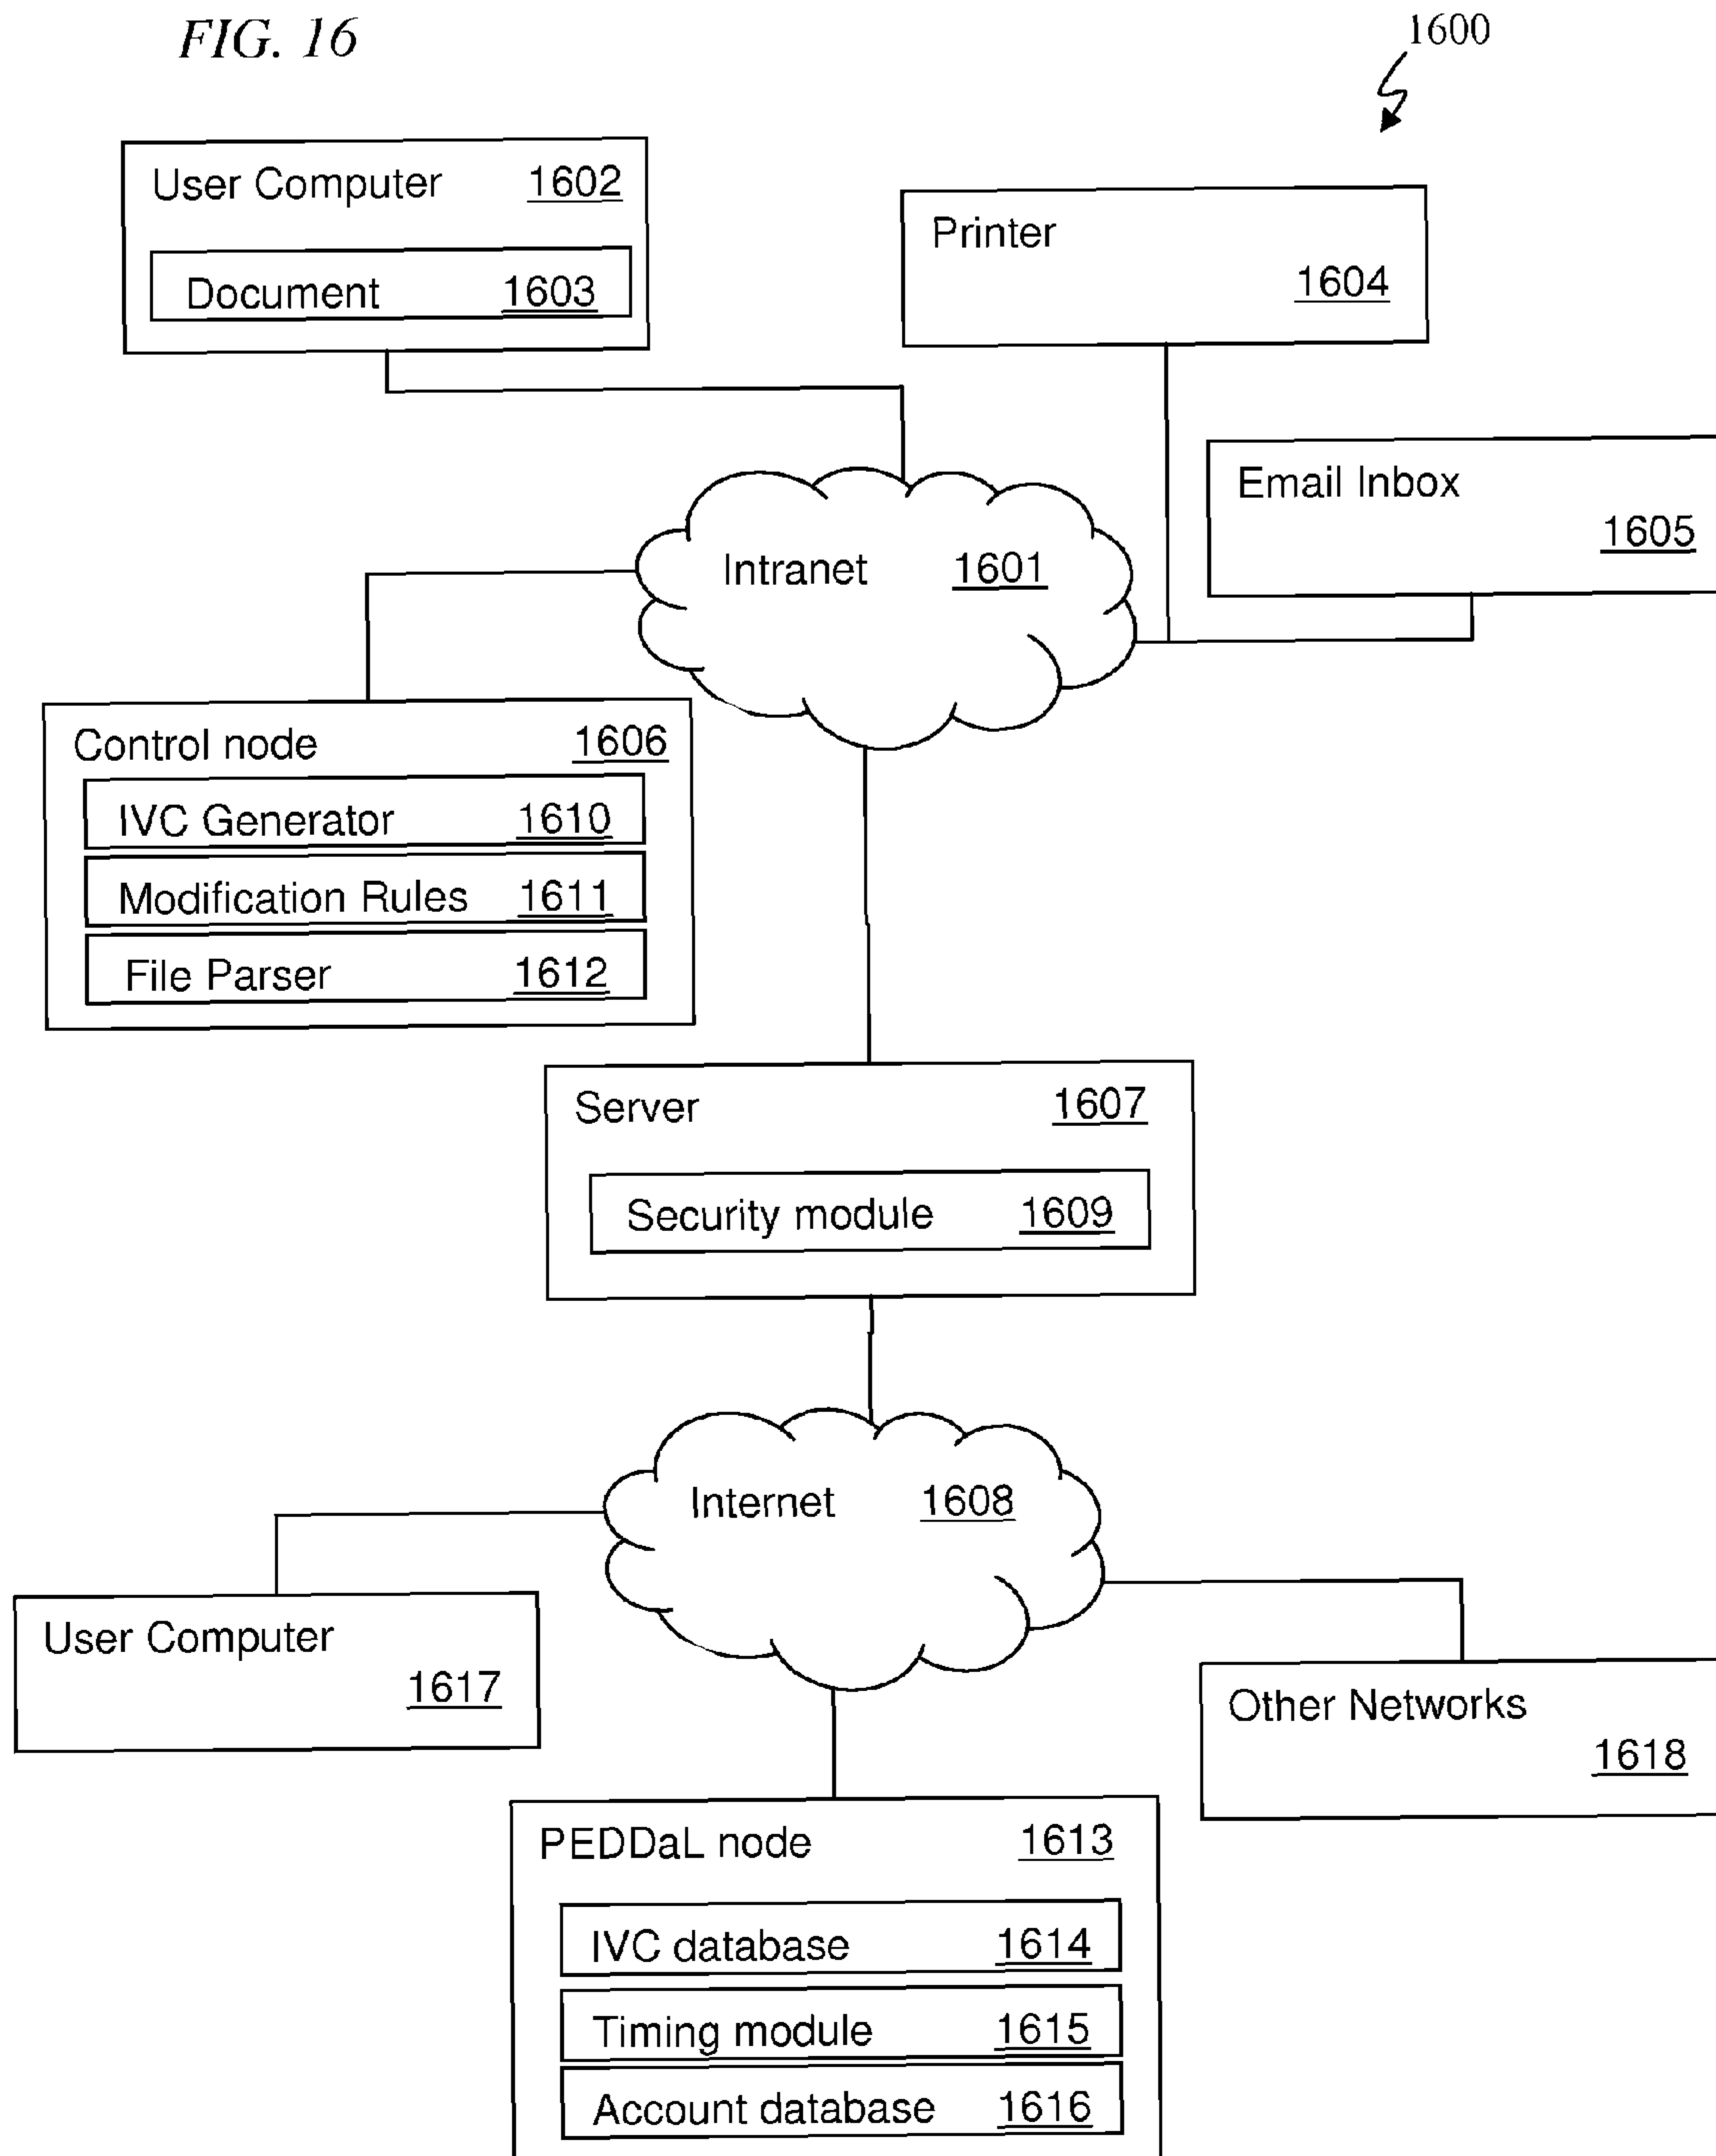 FIG. 16
1600
User Computer 1602
Document 1603
Printer
1604
Email Inbox
1605
Intranet 1601
Control node 1606
IVC Generator 1610
Modification Rules 1611
File Parser 1612
Server 1607
Security module 1609
Internet 1608
User Computer
1617
Other Networks
1618
PEDDaL node 1613
IVC database 1614
Timing module 1615
Account database 1616